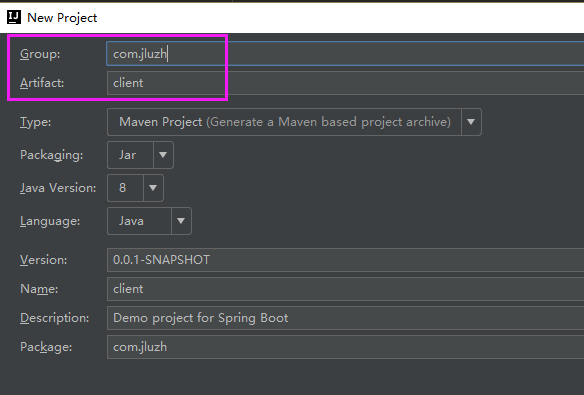 IJ New Project
Group: com.jluzh
Artifact: client
Type: Maven Project (Generate a Maven based project archive)
Packaging: Jar
Java Version: 8
Language: Java
Version: 0.0.1-SNAPSHOT
Name: client
Description: Demo project for Spring Boot
Package: com.jluzh